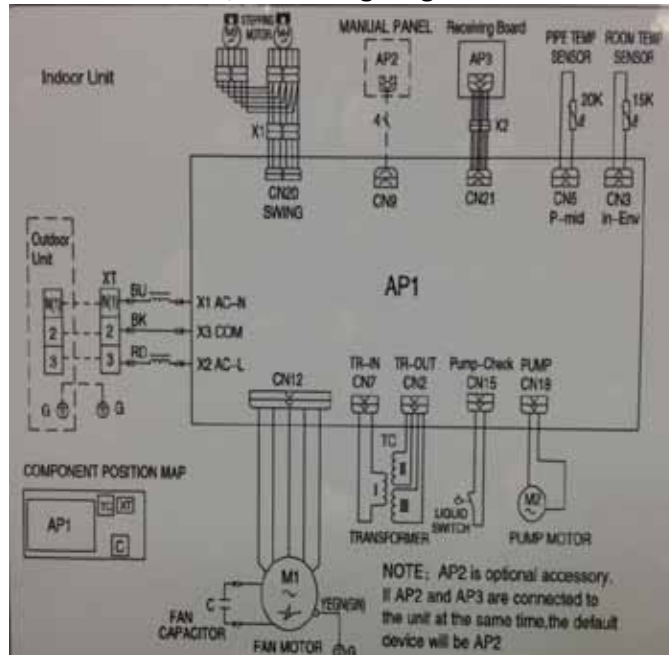 STEPPING
MOTOR
MANUAL PANEL
Receiving Board
PIPE TEMP
SENSOR
ROOM TEMP
SENSOR
Indoor Unit
AP2
AP3
20K
15K
X1
4
X2
CN20
SWING
CN9
CN21
CN5
P-mid
CN3
In-Env
Outdoor
Unit
XT
AP1
N(1)
N(1)
BU
X1 AC-N
2
2
BK
X3 COM
3
3
RD
X2 AC-L
G
G
CN12
TR-IN
CN7
TR-OUT
CN2
Pump-Check
CN15
PUMP
CN18
TC
I
II
III
COMPONENT POSITION MAP
AP1
TC
XT
C
LIQUID
SWITCH
M2
TRANSFORMER
PUMP MOTOR
M1
C
FAN
CAPACITOR
YEGN(GN)
FAN MOTOR
G
NOTE: AP2 is optional accessory.
If AP2 and AP3 are connected to
the unit at the same time,the default
device will be AP2